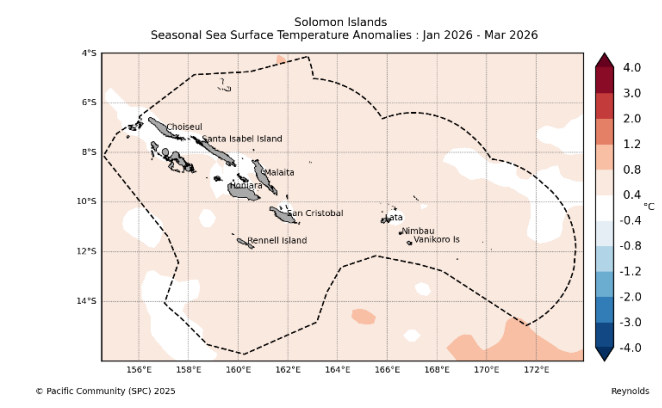 Solomon Islands
Seasonal Sea Surface Temperature Anomalies : Jan 2026 - Mar 2026
4°S
6°S
8°S
10°S
12°S
14°S
Choiseul
Santa Isabel Island
Malaita
Honiara
San Cristobal
Lata
Nimbau
Vanikoro Is
Rennell Island
156°E 158°E 160°E 162°E 164°E 166°E 168°E 170°E 172°E
4.0
3.0
2.0
1.2
0.8
0.4
-0.4
-0.8
-1.2
-2.0
-3.0
-4.0
°C
© Pacific Community (SPC) 2025
Reynolds